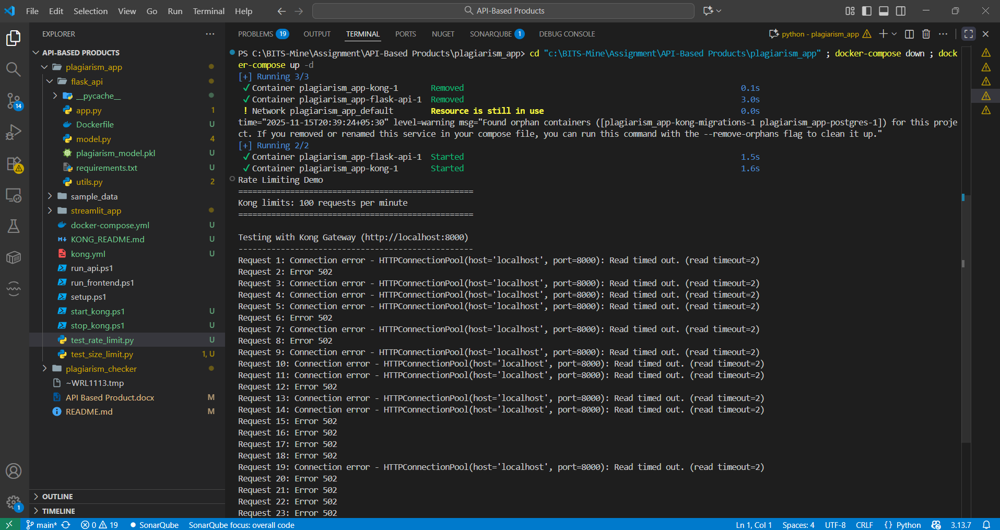 File Edit Selection View Go Run Terminal Help
API-Based Products
EXPLORER
API-BASED PRODUCTS
plagiarism_app
flask_api
__pycache__
app.py 1
Dockerfile U
model.py 4
plagiarism_model.pkl U
requirements.txt U
utils.py 2
sample_data
streamlit_app
docker-compose.yml U
KONG_README.md U
kong.yml U
run_api.ps1
run_frontend.ps1
setup.ps1
start_kong.ps1 U
stop_kong.ps1 U
test_rate_limit.py U
test_size_limit.py 1, U
plagiarism_checker
~WRL1113.tmp
API Based Product.docx M
README.md M
OUTLINE
TIMELINE
14
1
PROBLEMS 19 OUTPUT TERMINAL PORTS NUGET SONARQUBE 1 DEBUG CONSOLE
python - plagiarism_app
PS C:\BITS-Mine\Assignment\API-Based Products\plagiarism_app> cd "c:\BITS-Mine\Assignment\API-Based Products\plagiarism_app" ; docker-compose down ; dock
er-compose up -d
[+] Running 3/3
✓ Container plagiarism_app-kong-1 Removed 0.1s
✓ Container plagiarism_app-flask-api-1 Removed 3.0s
! Network plagiarism_app_default Resource is still in use 0.0s
time="2025-11-15T20:39:24+05:30" level=warning msg="Found orphan containers ([plagiarism_app-kong-migrations-1 plagiarism_app-postgres-1]) for this proje
ct. If you removed or renamed this service in your compose file, you can run this command with the --remove-orphans flag to clean it up."
[+] Running 2/2
✓ Container plagiarism_app-flask-api-1 Started 1.5s
✓ Container plagiarism_app-kong-1 Started 1.6s
Rate Limiting Demo
==================================================
Kong limits: 100 requests per minute
==================================================
Testing with Kong Gateway (http://localhost:8000)
--------------------------------------------------
Request 1: Connection error - HTTPConnectionPool(host='localhost', port=8000): Read timed out. (read timeout=2)
Request 2: Error 502
Request 3: Connection error - HTTPConnectionPool(host='localhost', port=8000): Read timed out. (read timeout=2)
Request 4: Connection error - HTTPConnectionPool(host='localhost', port=8000): Read timed out. (read timeout=2)
Request 5: Connection error - HTTPConnectionPool(host='localhost', port=8000): Read timed out. (read timeout=2)
Request 6: Error 502
Request 7: Connection error - HTTPConnectionPool(host='localhost', port=8000): Read timed out. (read timeout=2)
Request 8: Error 502
Request 9: Connection error - HTTPConnectionPool(host='localhost', port=8000): Read timed out. (read timeout=2)
Request 10: Connection error - HTTPConnectionPool(host='localhost', port=8000): Read timed out. (read timeout=2)
Request 11: Connection error - HTTPConnectionPool(host='localhost', port=8000): Read timed out. (read timeout=2)
Request 12: Error 502
Request 13: Connection error - HTTPConnectionPool(host='localhost', port=8000): Read timed out. (read timeout=2)
Request 14: Connection error - HTTPConnectionPool(host='localhost', port=8000): Read timed out. (read timeout=2)
Request 15: Error 502
Request 16: Error 502
Request 17: Error 502
Request 18: Error 502
Request 19: Connection error - HTTPConnectionPool(host='localhost', port=8000): Read timed out. (read timeout=2)
Request 20: Error 502
Request 21: Error 502
Request 22: Error 502
Request 23: Error 502
main* 0 19 SonarQube SonarQube focus: overall code Ln 1, Col 1 Spaces: 4 UTF-8 CRLF {} Python 3.13.7